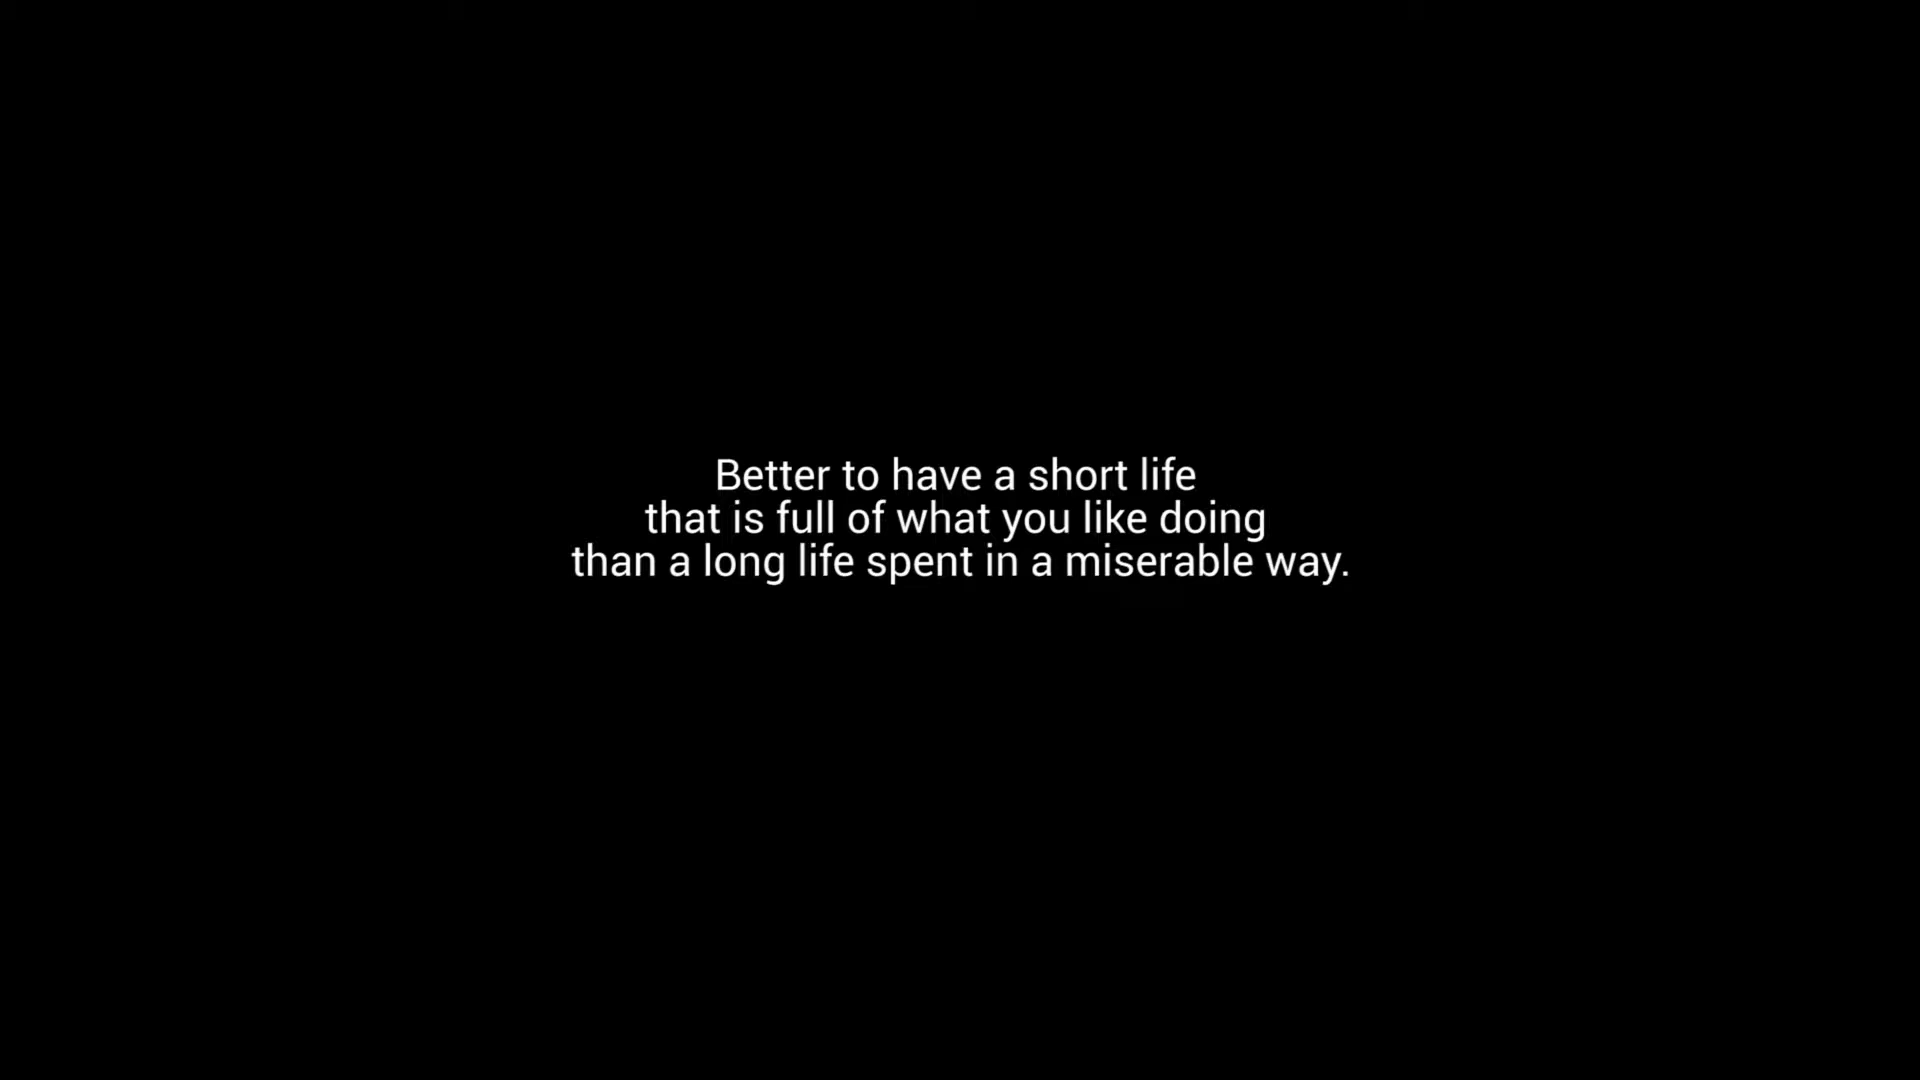 Better to have a short life
that is full of what you like doing
than a long life spent in a miserable way.